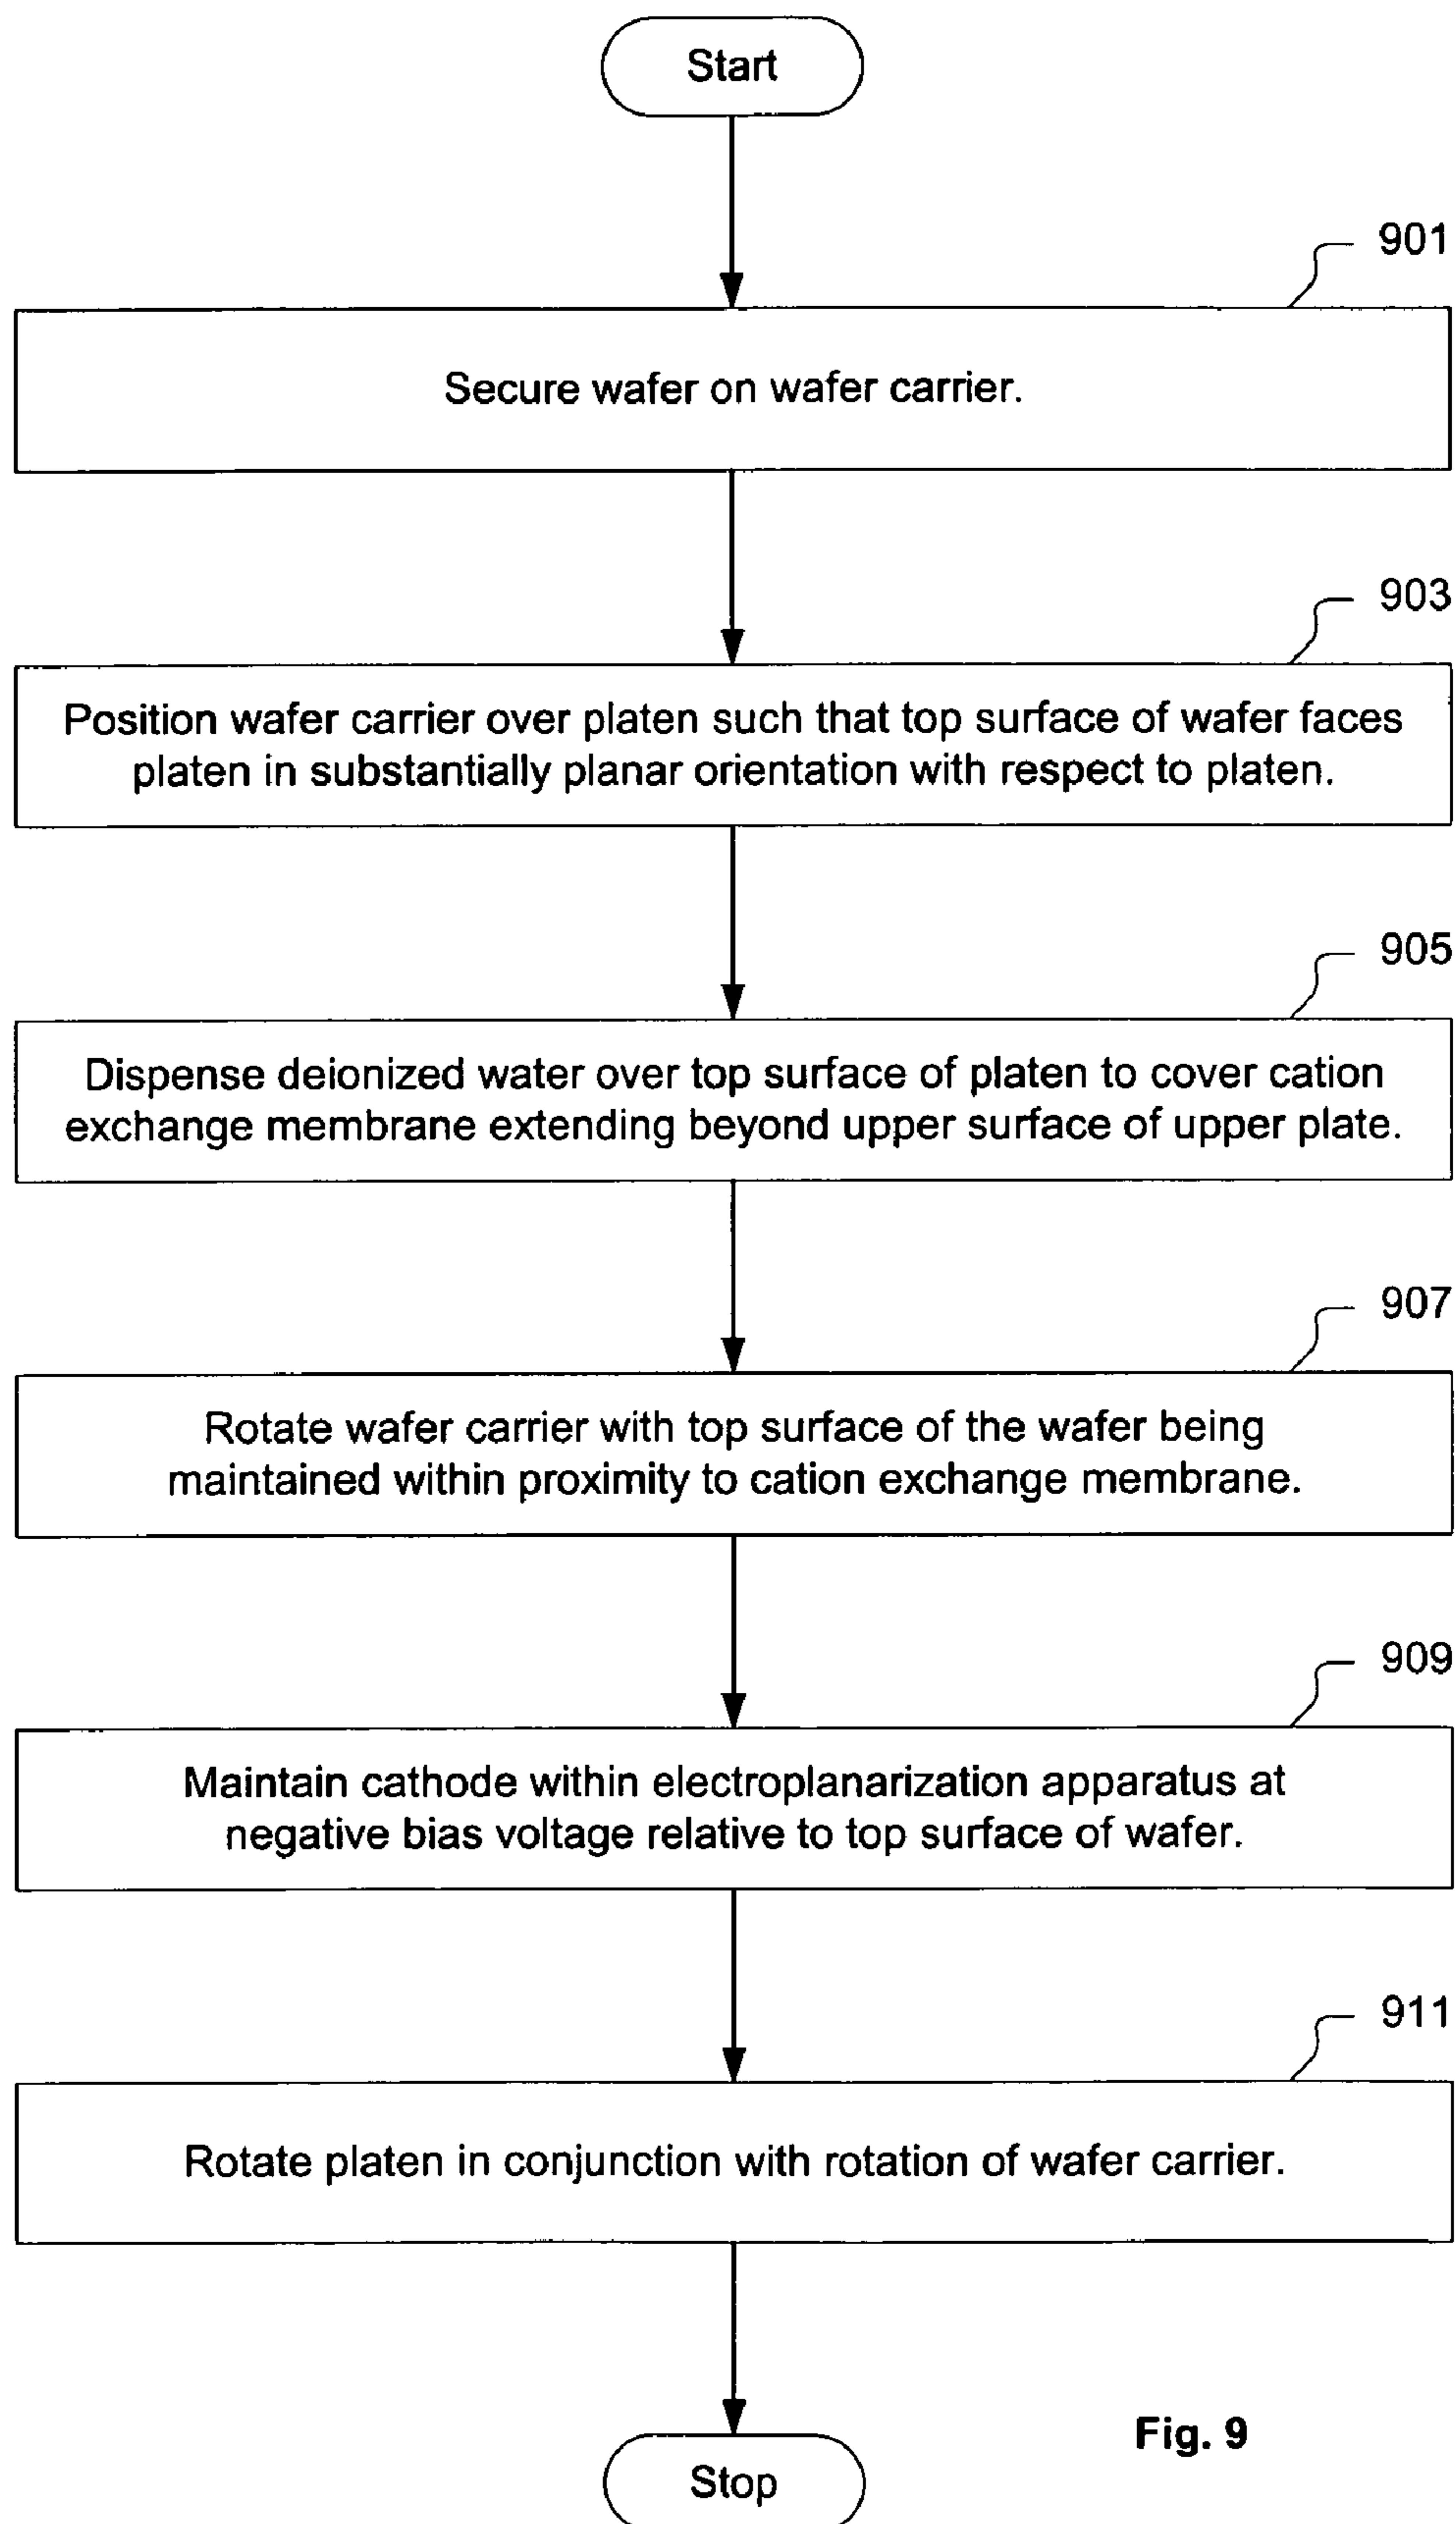 Start
901
Secure wafer on wafer carrier.
903
Position wafer carrier over platen such that top surface of wafer faces
platen in substantially planar orientation with respect to platen.
905
Dispense deionized water over top surface of platen to cover cation
exchange membrane extending beyond upper surface of upper plate.
907
Rotate wafer carrier with top surface of the wafer being
maintained within proximity to cation exchange membrane.
909
Maintain cathode within electroplanarization apparatus at
negative bias voltage relative to top surface of wafer.
911
Rotate platen in conjunction with rotation of wafer carrier.
Fig. 9
Stop